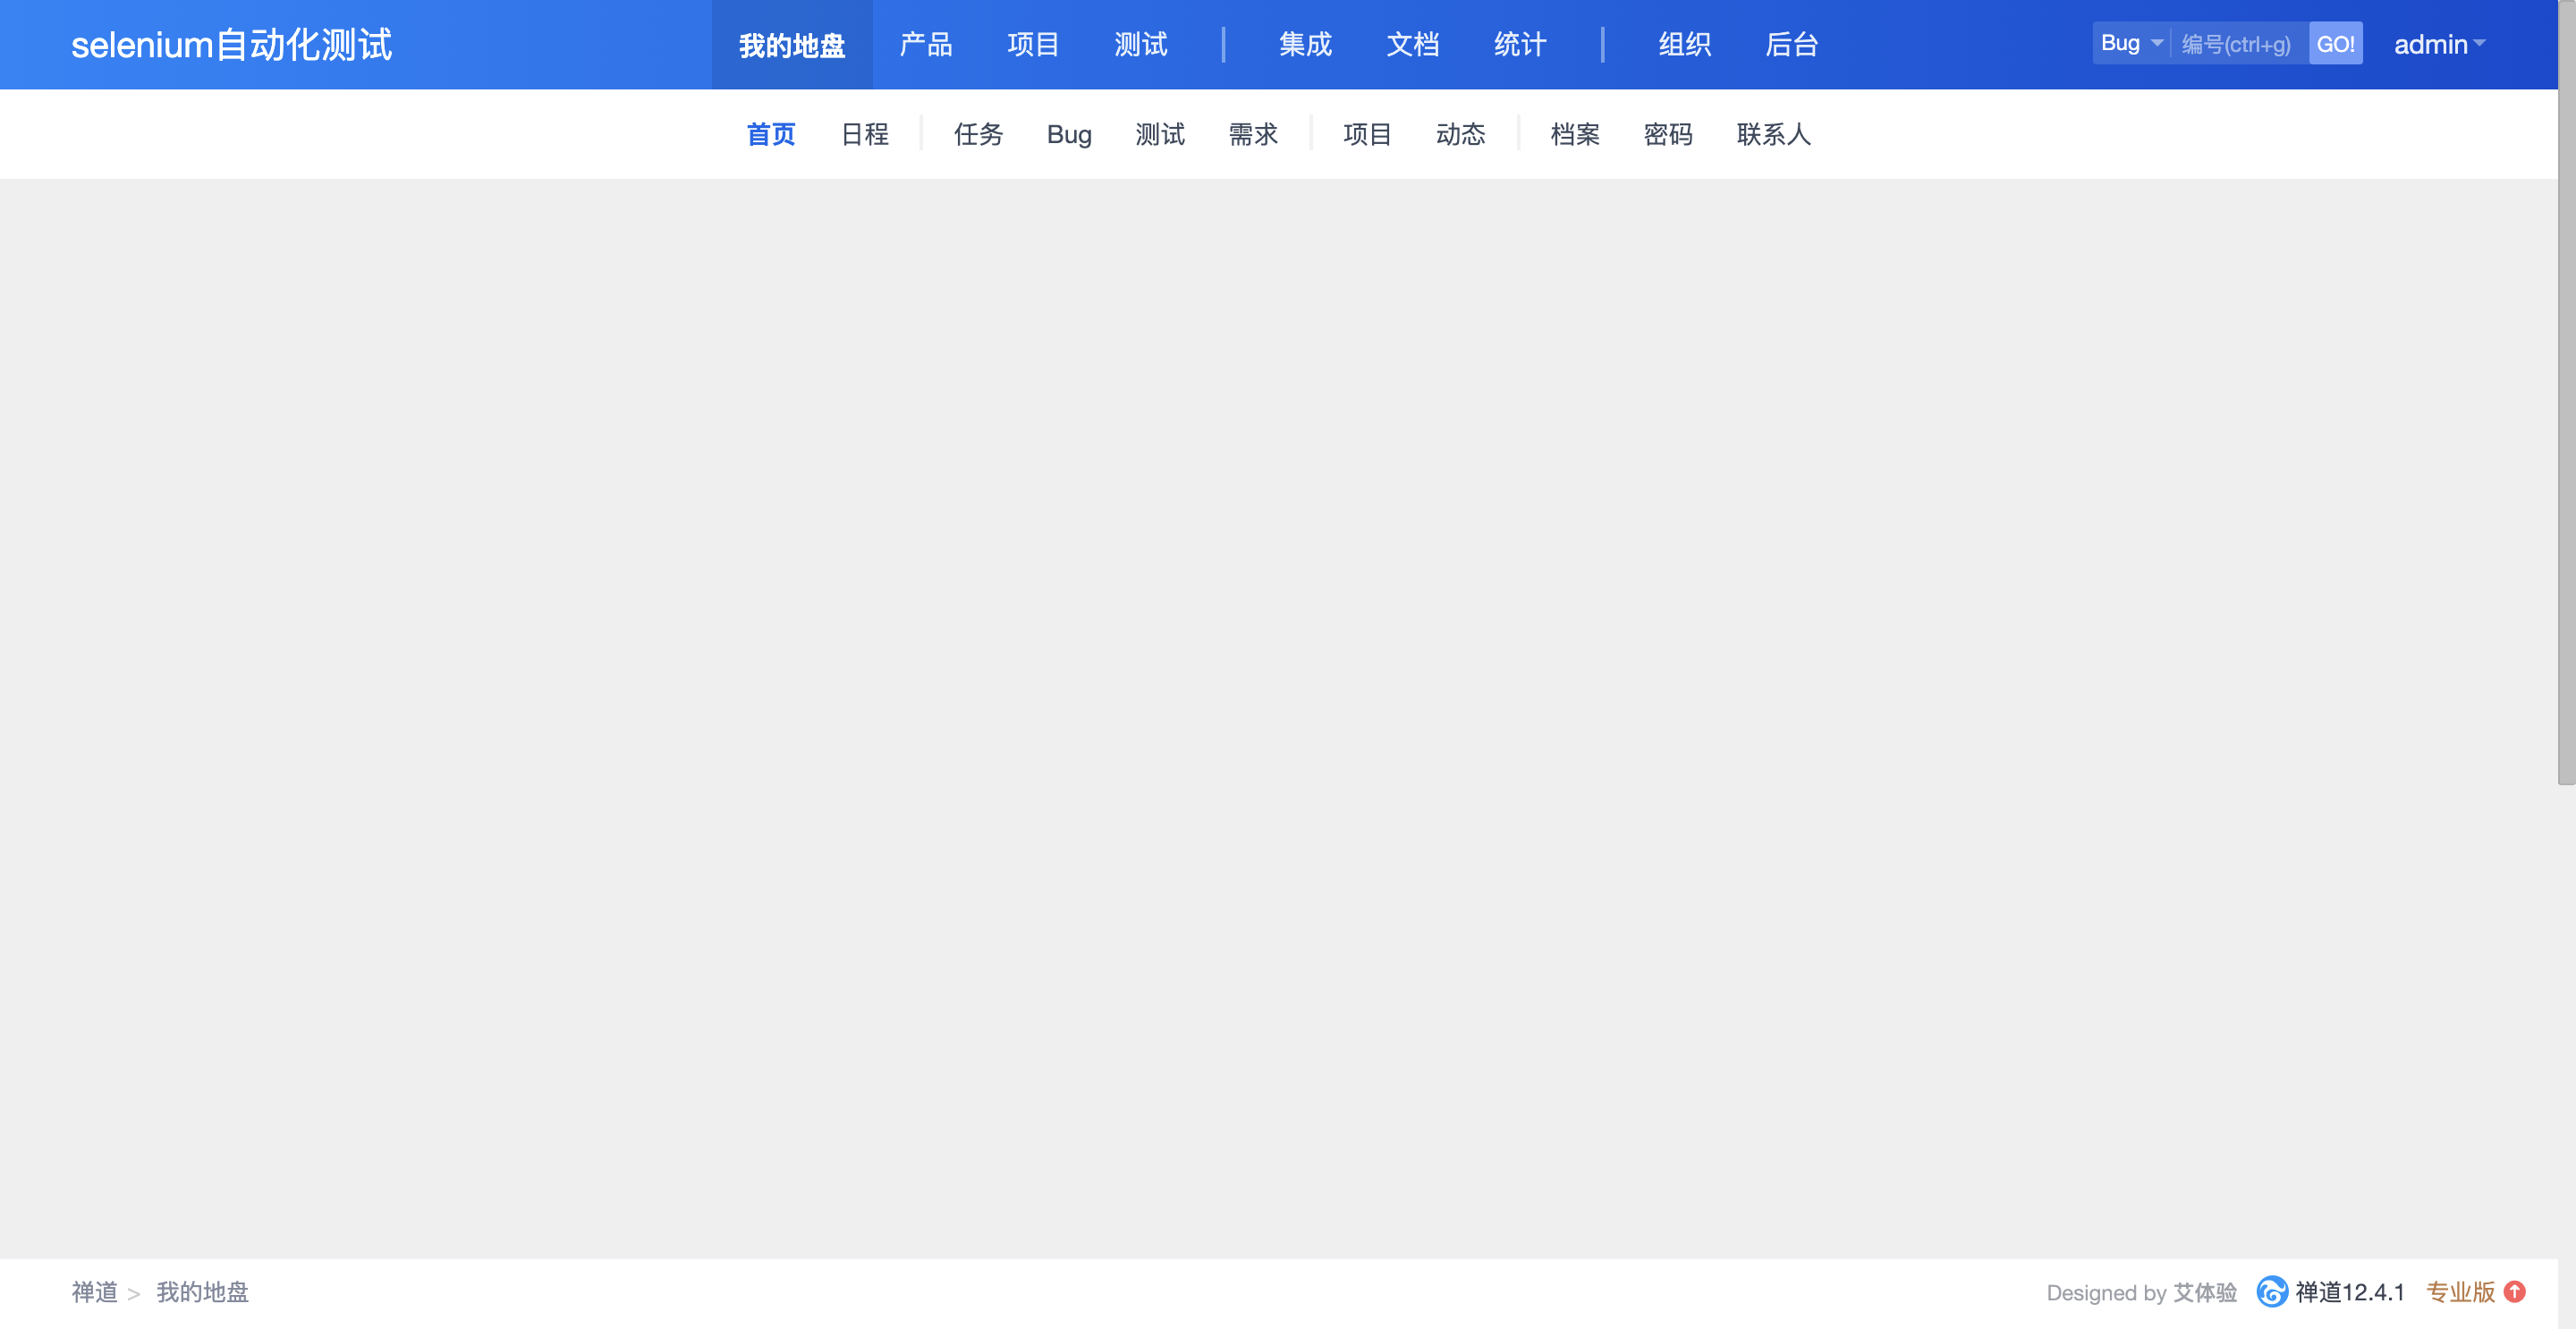 selenium自动化测试 我的地盘 产品 项目 测试 集成 文档 统计 组织 后台 Bug 编号(ctrl+g) GO! admin
首页 日程 任务 Bug 测试 需求 项目 动态 档案 密码 联系人
禅道 > 我的地盘 Designed by 艾体验 禅道12.4.1 专业版